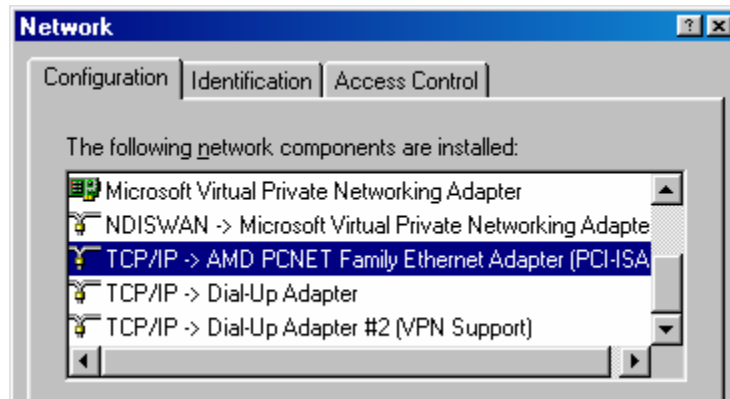 Network
Configuration Identification Access Control
The following network components are installed:
Microsoft Virtual Private Networking Adapter
NDISWAN -> Microsoft Virtual Private Networking Adapte
TCP/IP -> AMD PCNET Family Ethernet Adapter (PCI-ISA
TCP/IP -> Dial-Up Adapter
TCP/IP -> Dial-Up Adapter #2 (VPN Support)